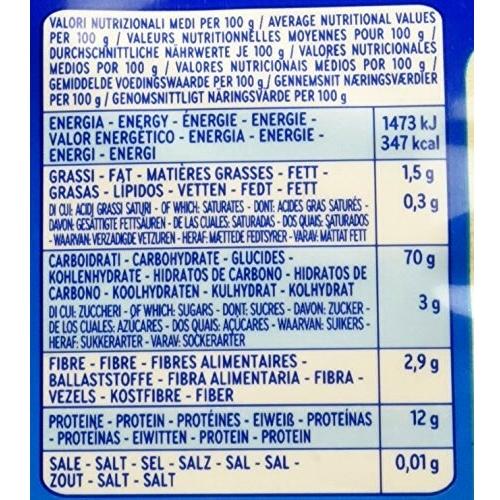 VALORI NUTRIZIONALI MEDI PER 100 g / AVERAGE NUTRITIONAL VALUES
PER 100 g / VALEURS NUTRITIONNELLES MOYENNES POUR 100 g /
DURCHSCHNITTLICHE NÄHRWERTE JE 100 g / VALORES NUTRICIONALES
MEDIOS POR 100 g / VALORES NUTRICIONAIS MÉDIOS POR 100 g /
GEMIDDELDE VOEDINGSWAARDE PER 100 g / GENNEMSNIT NÆRINGSVÆRDIER
PER 100 g / GENOMSNITTLIGT NÄRINGSVÄRDE PER 100 g
ENERGIA - ENERGY - ÉNERGIE - ENERGIE - 1473 kJ
VALOR ENERGÉTICO - ENERGIA - ENERGIE - 347 kcal
ENERGI - ENERGI
GRASSI - FAT - MATIÈRES GRASSES - FETT - 1,5 g
GRASAS - LÍPIDOS - VETTEN - FEDT - FETT
DI CUI: ACIDI GRASSI SATURI - OF WHICH: SATURATES - DONT: ACIDES GRAS SATURÉS - 0,3 g
DAVON: GESÄTTIGTE FETTSÄUREN - DE LAS CUALES: SATURADAS - DOS QUAIS: SATURADOS
- WAARVAN: VERZADIGDE VETZUREN - HERAF: MÆTTEDE FEDTSYRER - VARAV: MÄTTAT FETT
CARBOIDRATI - CARBOHYDRATE - GLUCIDES - 70 g
KOHLENHYDRATE - HIDRATOS DE CARBONO - HIDRATOS DE
CARBONO - KOOLHYDRATEN - KULHYDRAT - KOLHYDRAT
DI CUI: ZUCCHERI - OF WHICH: SUGARS - DONT: SUCRES - DAVON: ZUCKER - 3 g
DE LOS CUALES: AZÚCARES - DOS QUAIS: AÇÚCARES - WAARVAN: SUIKERS -
HERAF: SUKKERARTER - VARAV: SOCKERARTER
FIBRE - FIBRE - FIBRES ALIMENTAIRES - 2,9 g
BALLASTSTOFFE - FIBRA ALIMENTARIA - FIBRA -
VEZELS - KOSTFIBRE - FIBER
PROTEINE - PROTEIN - PROTÉINES - EIWEIß - PROTEÍNAS 12 g
- PROTEÍNAS - EIWITTEN - PROTEIN - PROTEIN
SALE - SALT - SEL - SALZ - SAL - SAL - 0,01 g
ZOUT - SALT - SALT